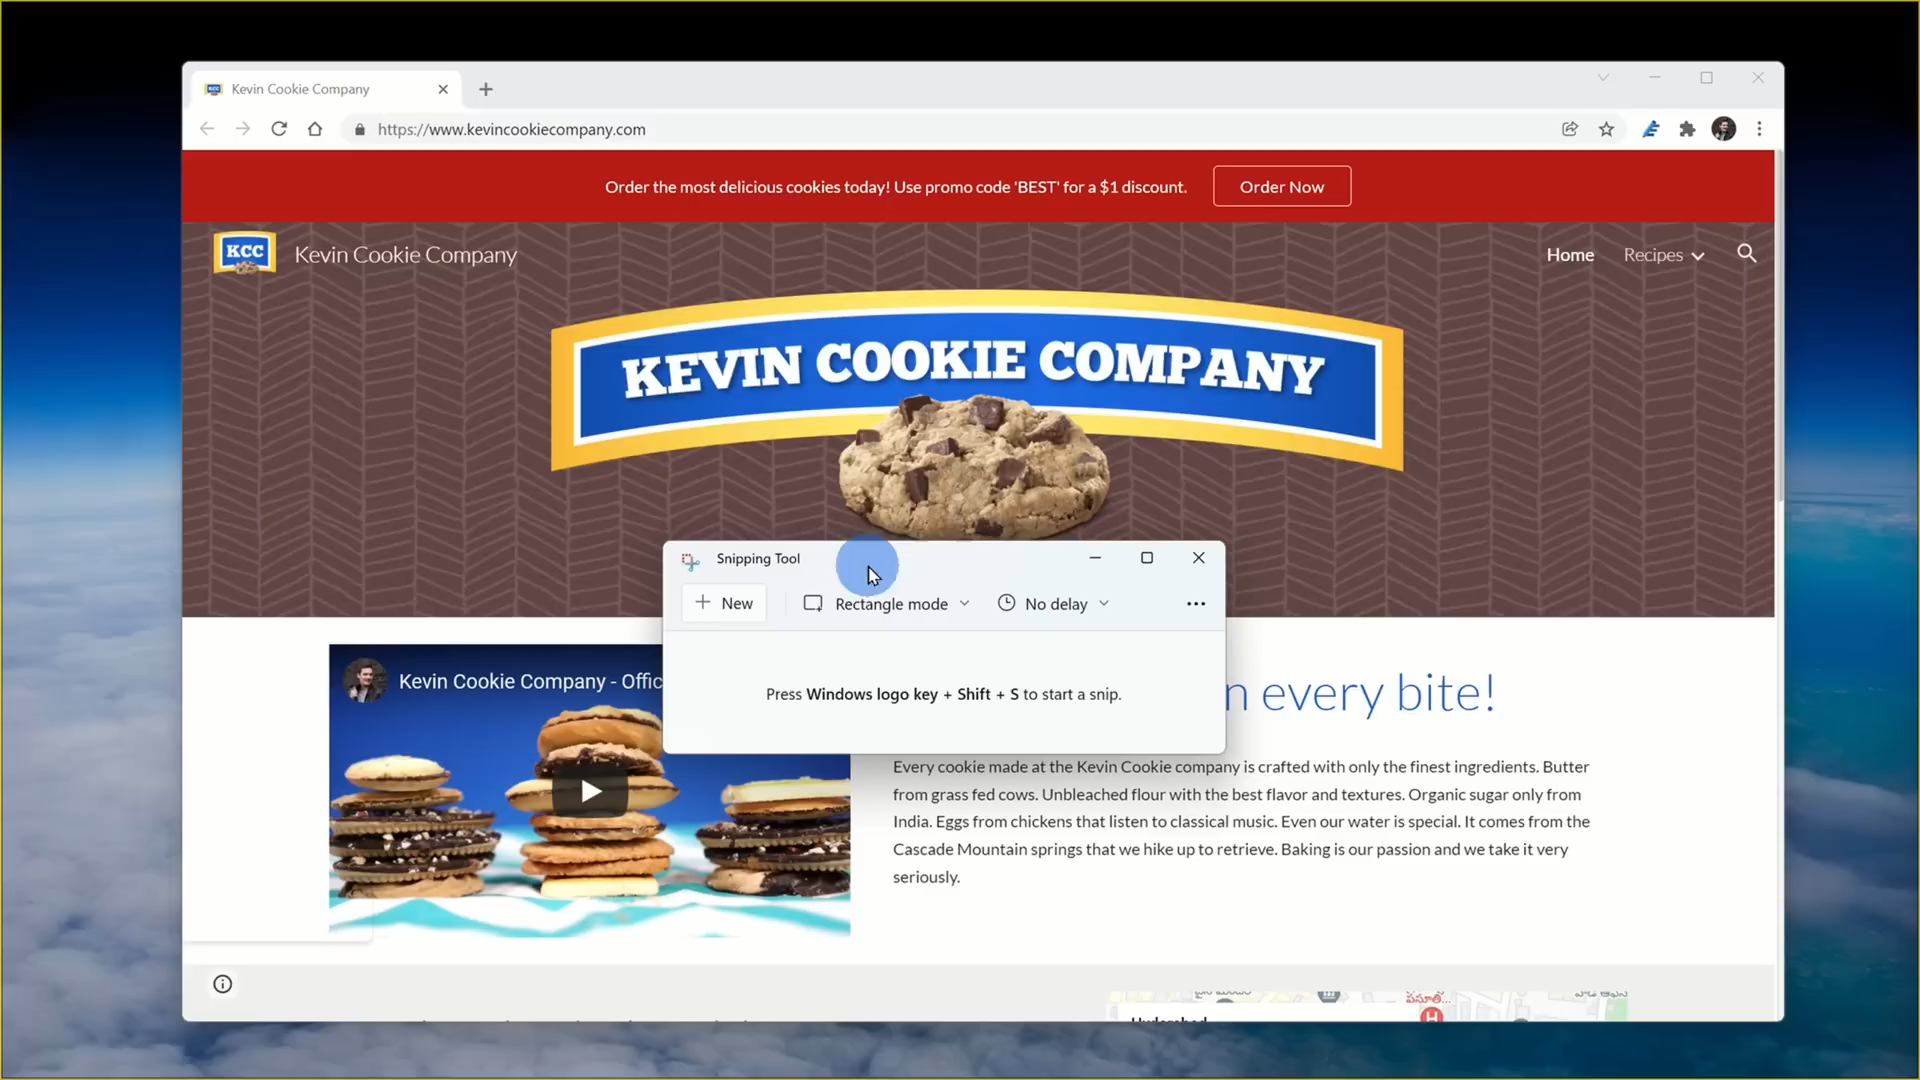 Kevin Cookie Company
https://www.kevincookiecompany.com
Order the most delicious cookies today! Use promo code 'BEST' for a $1 discount.
Order Now
KCC
Kevin Cookie Company
Home
Recipes
KEVIN COOKIE COMPANY
Snipping Tool
New
Rectangle mode
No delay
Press Windows logo key + Shift + S to start a snip.
Kevin Cookie Company - Offic
n every bite!
Every cookie made at the Kevin Cookie company is crafted with only the finest ingredients. Butter
from grass fed cows. Unbleached flour with the best flavor and textures. Organic sugar only from
India. Eggs from chickens that listen to classical music. Even our water is special. It comes from the
Cascade Mountain springs that we hike up to retrieve. Baking is our passion and we take it very
seriously.